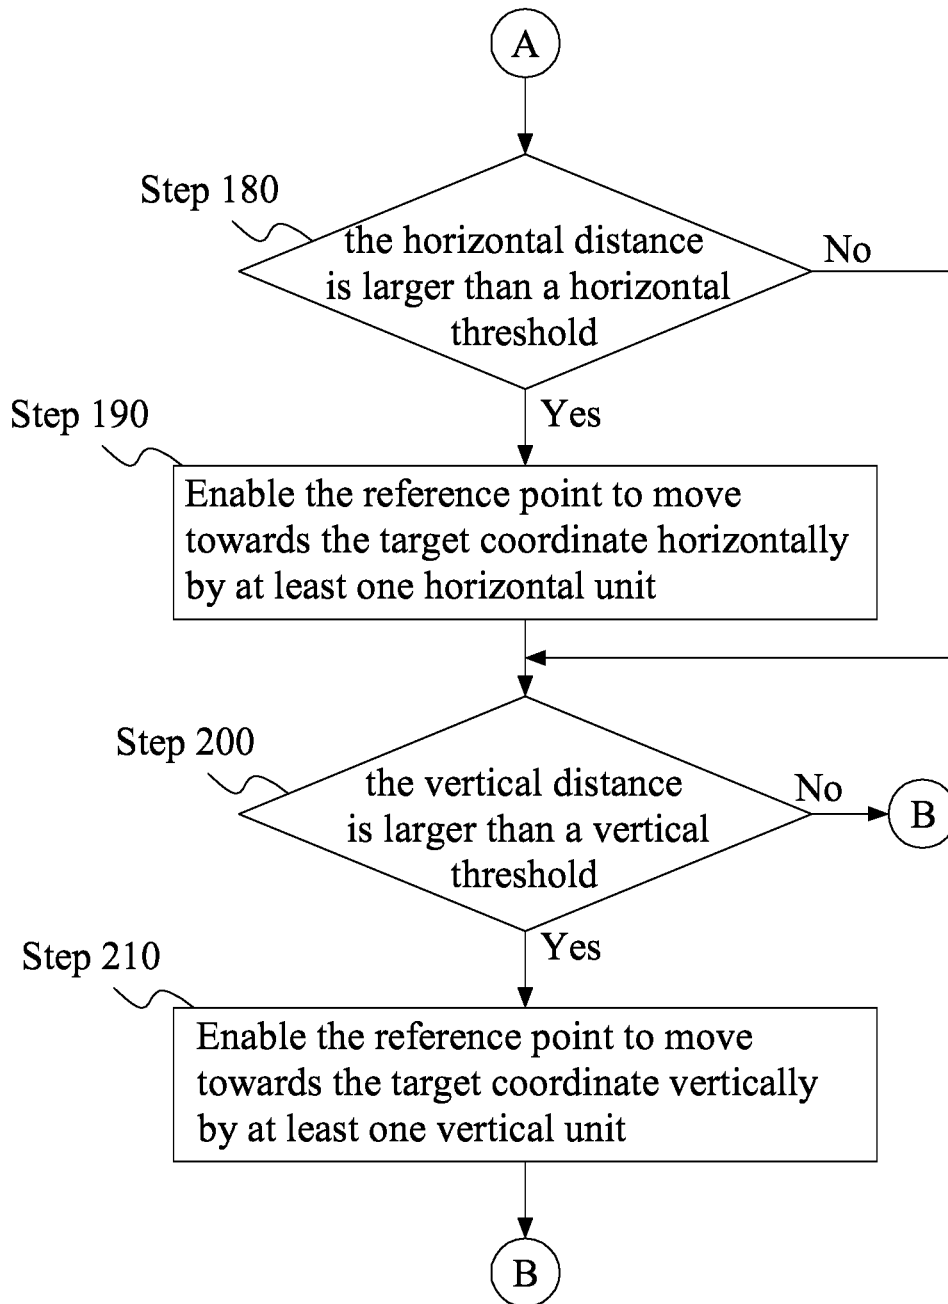 A
Step 180
the horizontal distance
is larger than a horizontal
threshold
No
Yes
Step 190
Enable the reference point to move
towards the target coordinate horizontally
by at least one horizontal unit
Step 200
the vertical distance
is larger than a vertical
threshold
No
B
Yes
Step 210
Enable the reference point to move
towards the target coordinate vertically
by at least one vertical unit
B